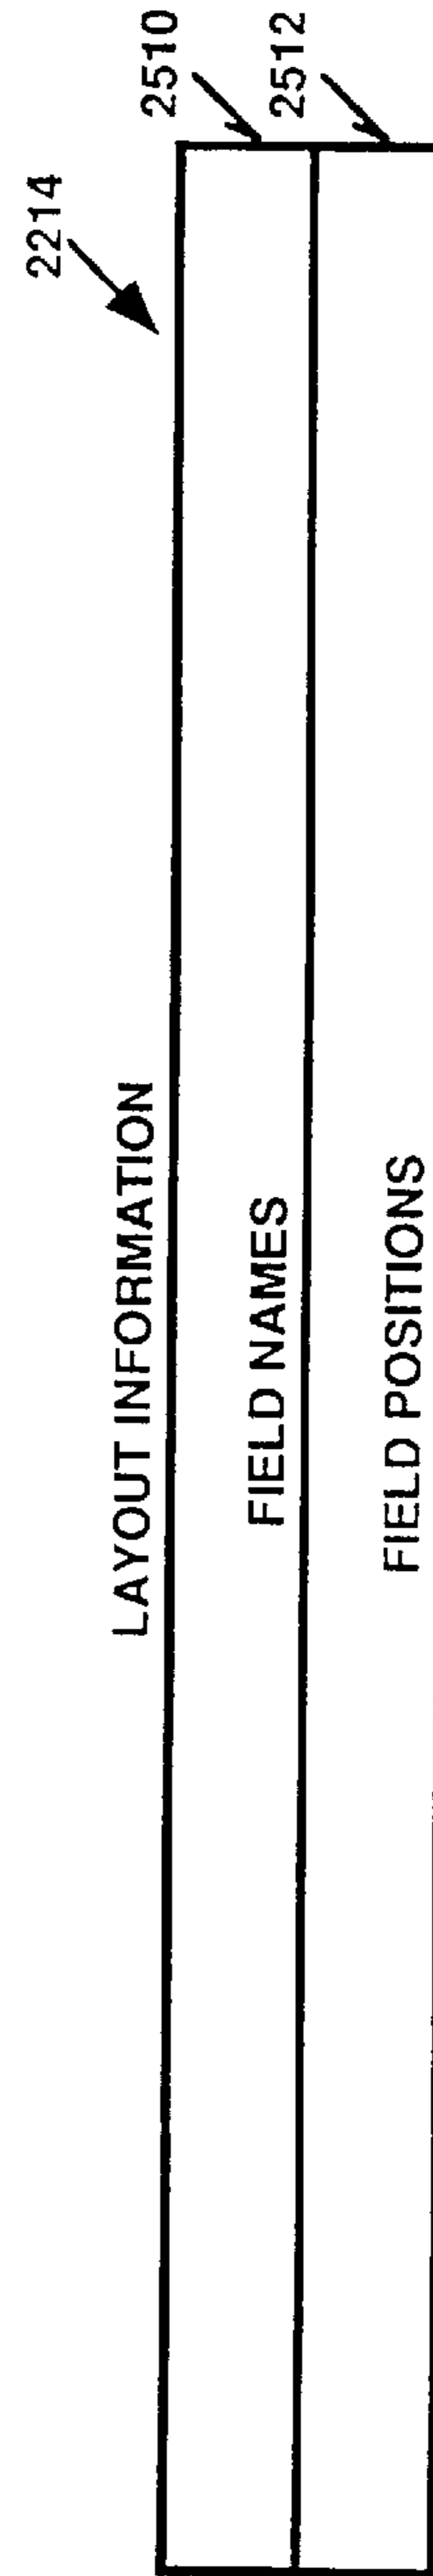 2214
LAYOUT INFORMATION
2510
FIELD NAMES
2512
FIELD POSITIONS